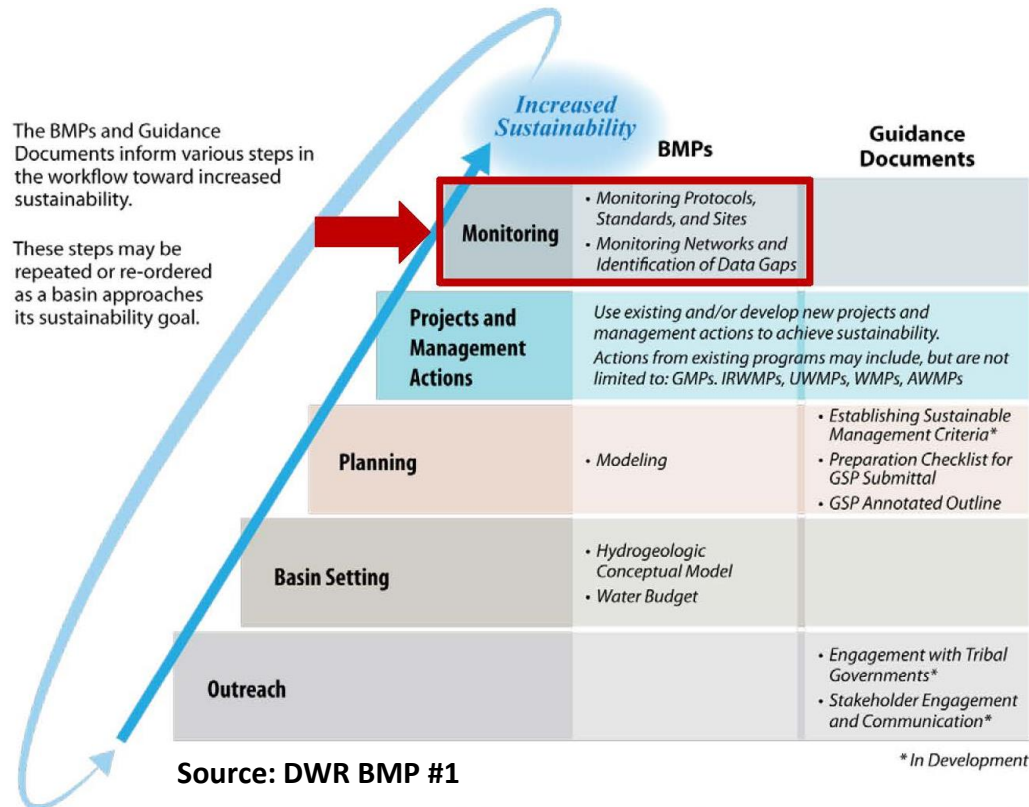 Increased
Sustainability
The BMPs and Guidance
Documents inform various steps in
the workflow toward increased
sustainability.
These steps may be
repeated or re-ordered
as a basin approaches
its sustainability goal.
BMPs
Guidance
Documents
Monitoring
• Monitoring Protocols,
Standards, and Sites
• Monitoring Networks and
Identification of Data Gaps
Projects and
Management
Actions
Use existing and/or develop new projects and
management actions to achieve sustainability.
Actions from existing programs may include, but are not
limited to: GMPs. IRWMPs, UWMPs, WMPs, AWMPs
Planning
• Modeling
• Establishing Sustainable
Management Criteria*
• Preparation Checklist for
GSP Submittal
• GSP Annotated Outline
Basin Setting
• Hydrogeologic
Conceptual Model
• Water Budget
Outreach
• Engagement with Tribal
Governments*
• Stakeholder Engagement
and Communication*
* In Development
Source: DWR BMP #1